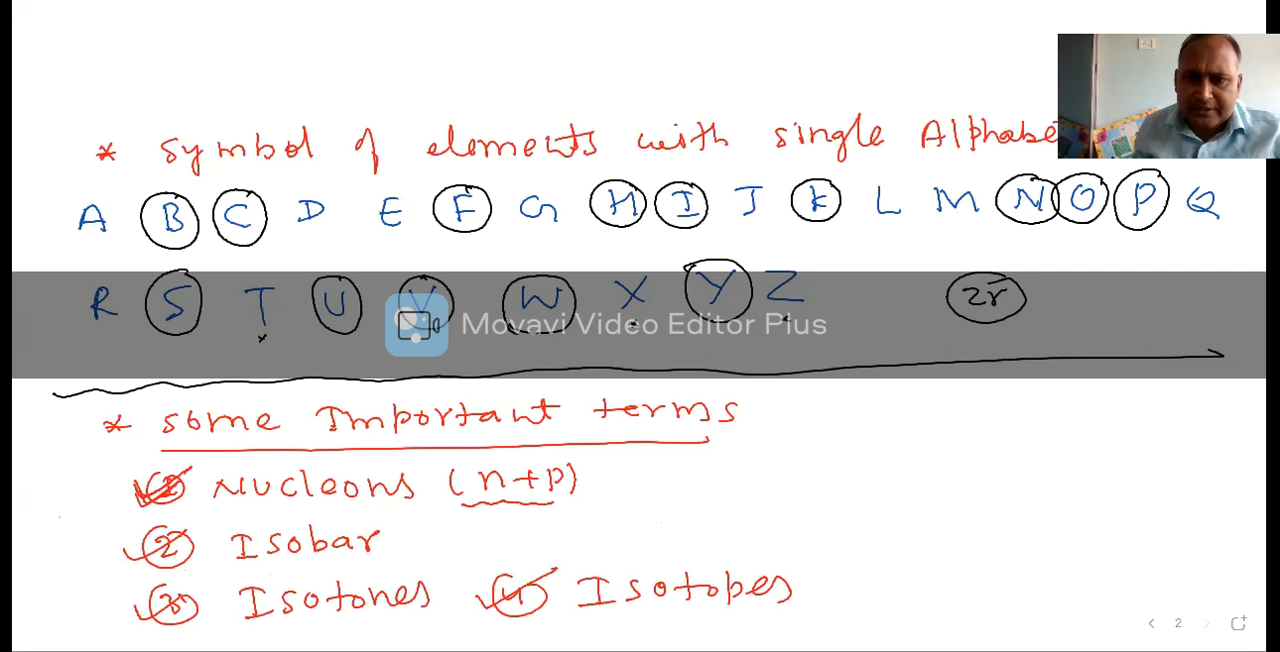 * Symbol of elements with single Alphabe
A B C D E F G H I J K L M N O P Q
R S T U V W X Y Z Zr
Movavi Video Editor Plus
* some Important terms
1 Nucleons (n+p)
2 Isobar
3 Isotones 4 Isotopes
2